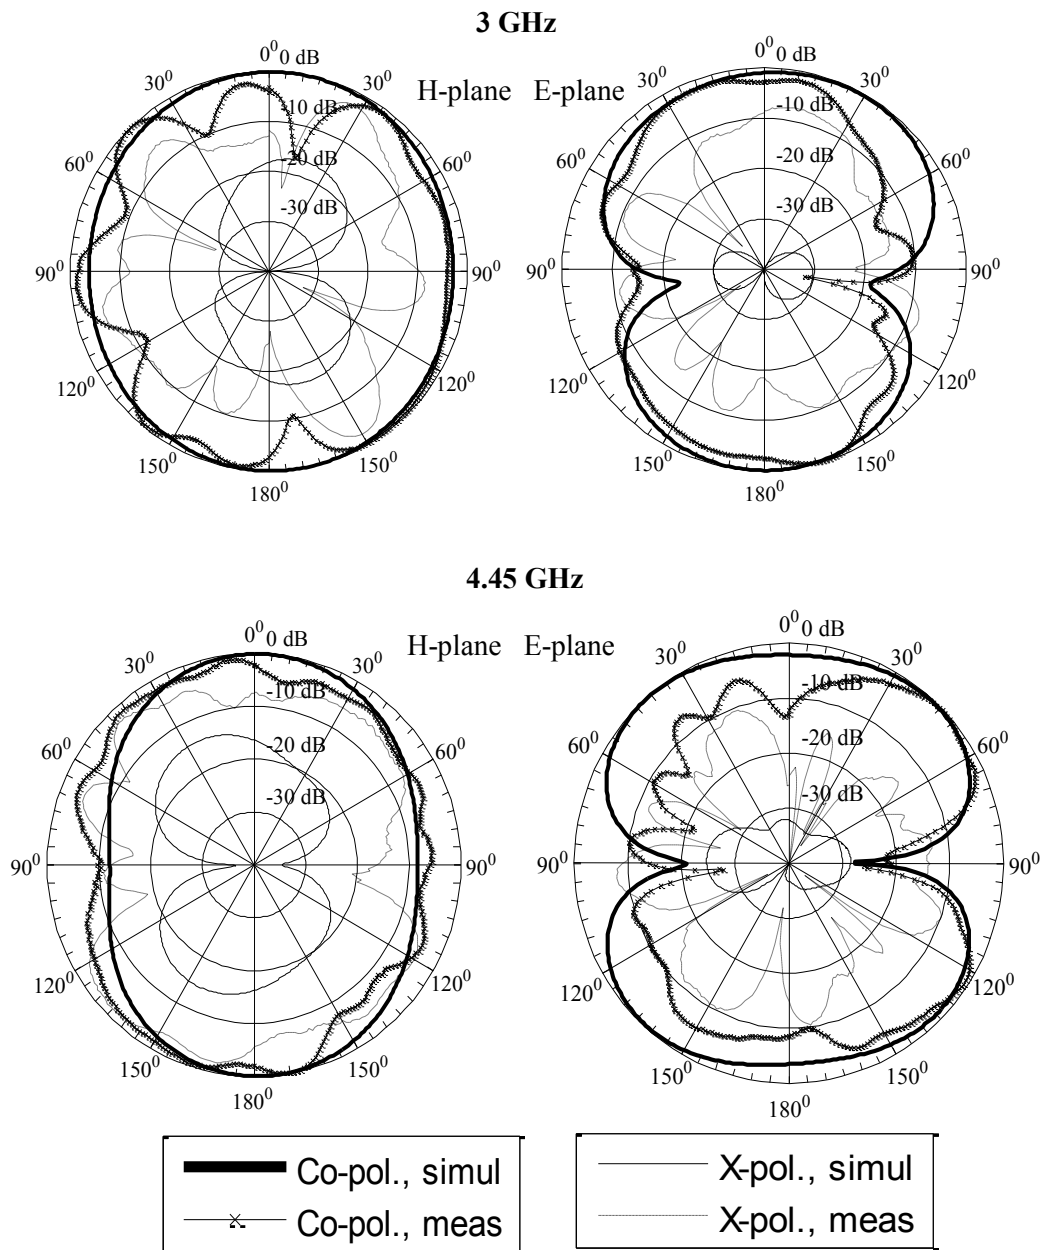 3 GHz
0⁰ 0 dB
0⁰ 0 dB
H-plane E-plane
30⁰
30⁰
30⁰
30⁰
-10 dB
-10 dB
60⁰
60⁰
60⁰
60⁰
-20 dB
-20 dB
-30 dB
-30 dB
90⁰
90⁰
90⁰
90⁰
120⁰
120⁰
120⁰
120⁰
150⁰
150⁰
150⁰
150⁰
180⁰
180⁰
4.45 GHz
0⁰ 0 dB
0⁰ 0 dB
H-plane E-plane
30⁰
30⁰
30⁰
30⁰
-10 dB
-10 dB
60⁰
60⁰
60⁰
60⁰
-20 dB
-20 dB
-30 dB
-30 dB
90⁰
90⁰
90⁰
90⁰
120⁰
120⁰
120⁰
120⁰
150⁰
150⁰
150⁰
150⁰
180⁰
180⁰
Co-pol., simul
Co-pol., meas
X-pol., simul
X-pol., meas